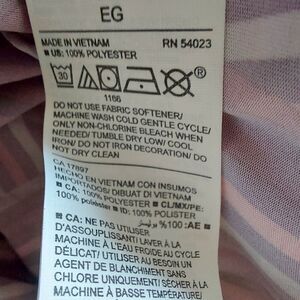 EG
MADE IN VIETNAM RN 54023
■ US: 100% POLYESTER
30
®
1166
DO NOT USE FABRIC SOFTENER/
MACHINE WASH COLD GENTLE CYCLE/
ONLY NON-CHLORINE BLEACH WHEN
NEEDED/ TUMBLE DRY LOW/ COOL
IRON/ DO NOT IRON DECORATION/ DO
NOT DRY CLEAN
CA 17897
HECHO EN VIETNAM CON INSUMOS
IMPORTADOS/ DIBUAT DI VIETNAM
■ CA: 100% POLYESTER ■ CL/MX/PE:
100% poliéster ■ ID: 100% POLISTER
■ AE: 100% بوليستر
■ CA: NE PAS UTILISER
D'ASSOUPLISSANT/ LAVER À LA
MACHINE À L'EAU FROIDE AU CYCLE
DÉLICAT/ UTILISER AU BESOIN UN
AGENT DE BLANCHIMENT SANS
CHLORE UNIQUEMENT/ SÉCHER À LA
MACHINE À BASSE TEMPÉRATURE/